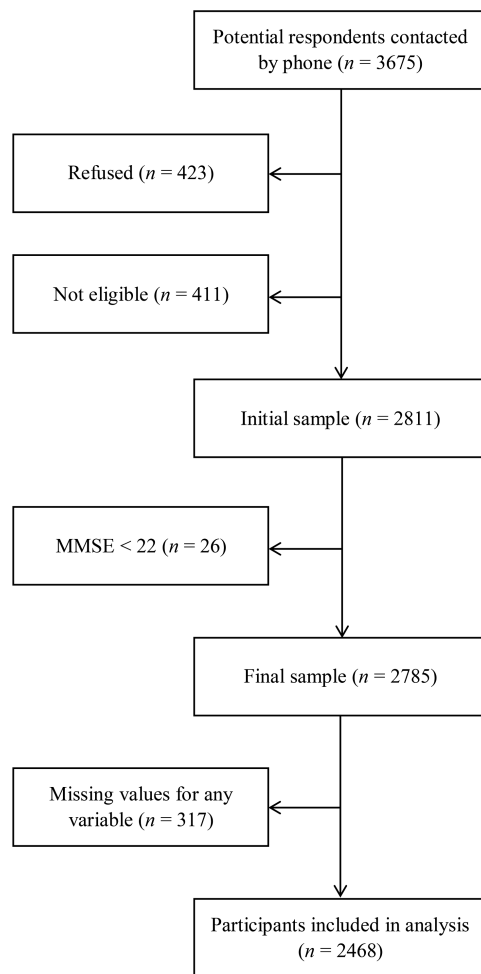 Potential respondents contacted
by phone (n = 3675)
Refused (n = 423)
Not eligible (n = 411)
Initial sample (n = 2811)
MMSE < 22 (n = 26)
Final sample (n = 2785)
Missing values for any
variable (n = 317)
Participants included in analysis
(n = 2468)